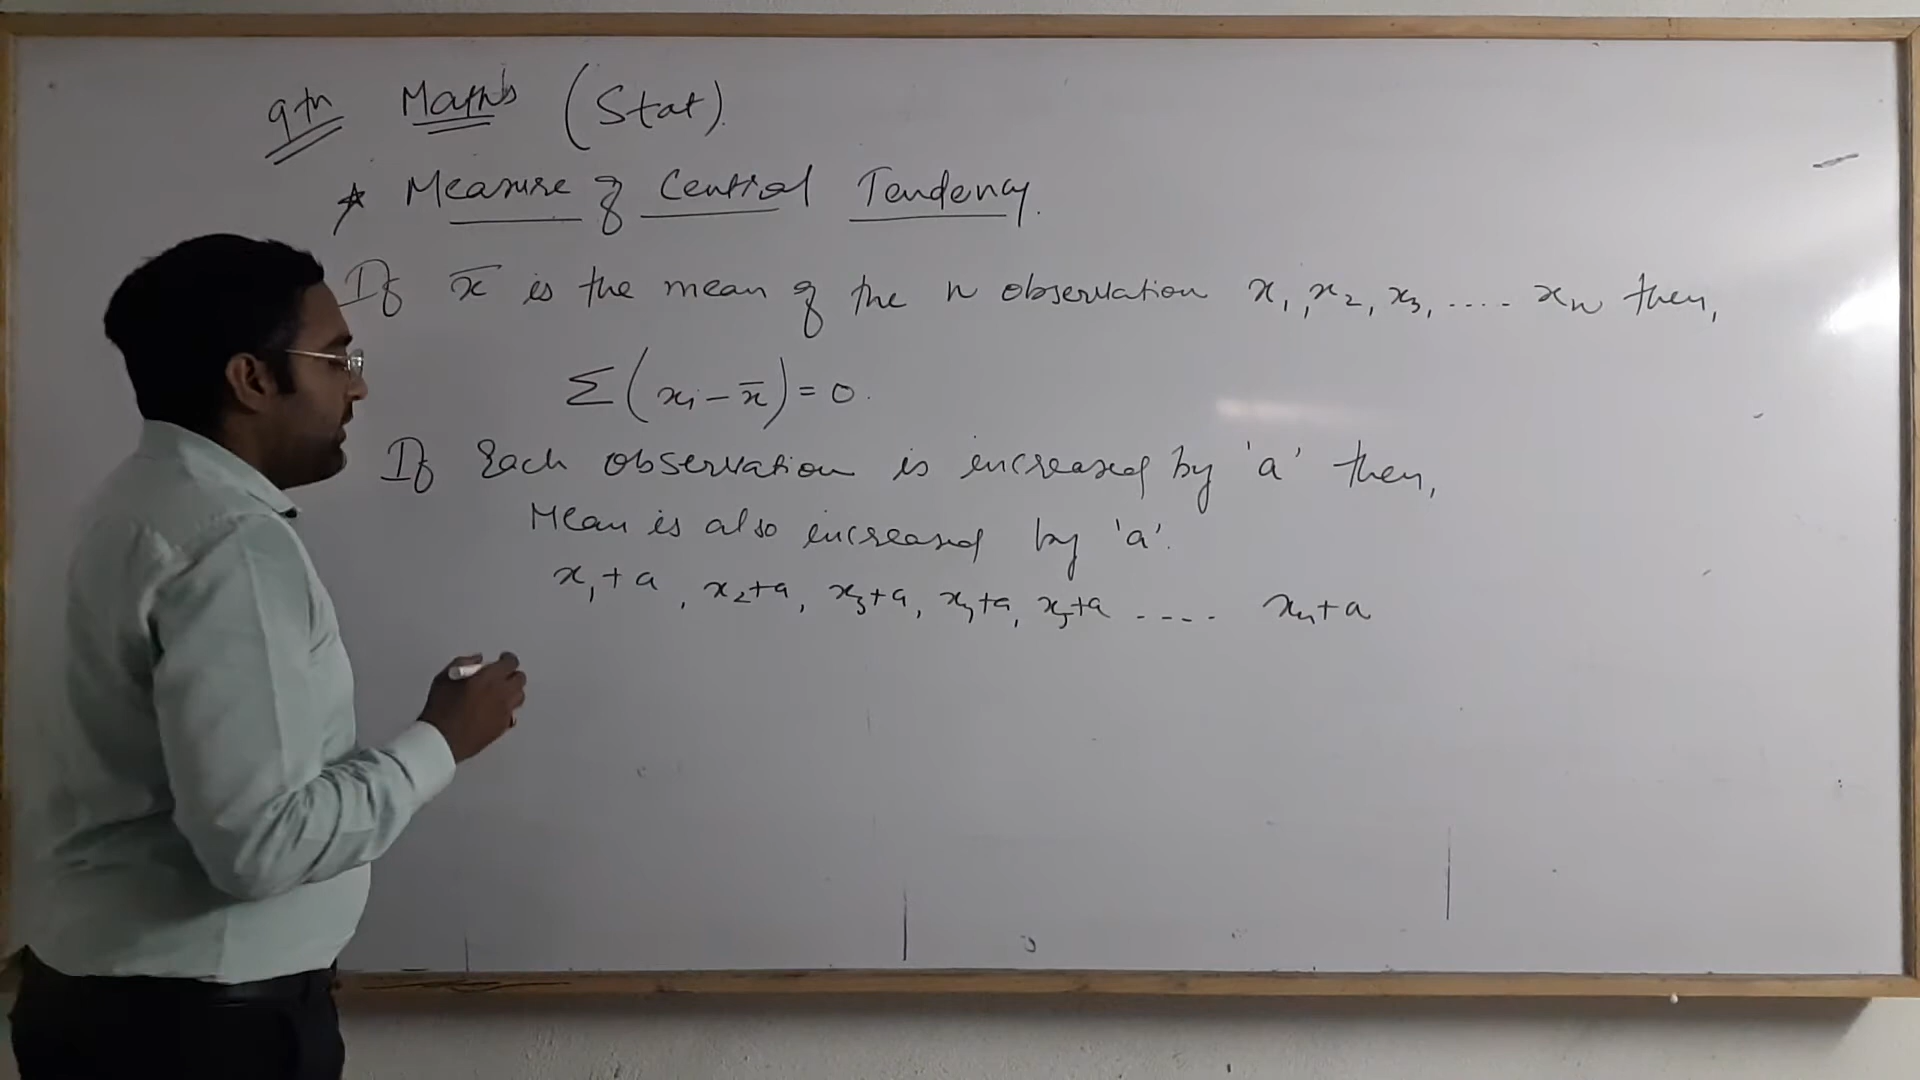 9th Maths (Stat).
* Measure of Central Tendency.
If x̄ is the mean of the n observation x₁, x₂, x₃, .... xₙ then,
Σ(xᵢ - x̄) = 0.
If Each observation is increased by 'a' then,
Mean is also increased by 'a'.
x₁+a, x₂+a, x₃+a, x₄+a, x₅+a .... xₙ+a